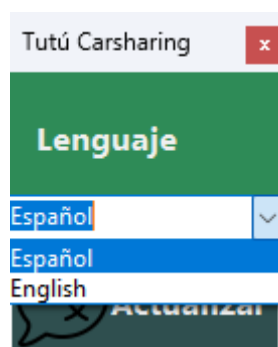 Tutú Carsharing
x
Lenguaje
Español
Español
English
Actualizar